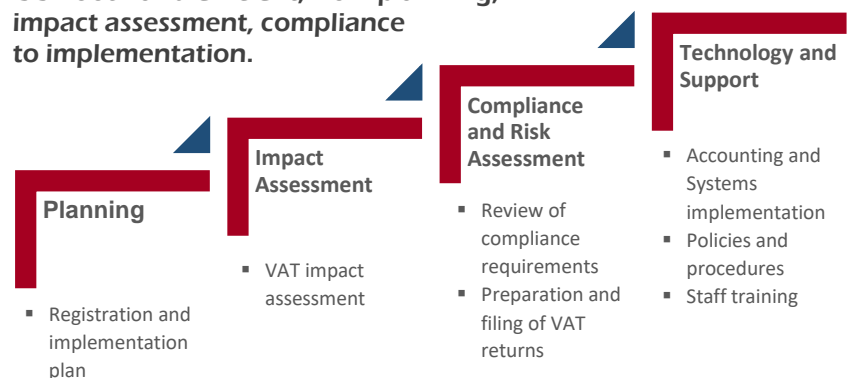 impact assessment, compliance
to implementation.
Planning
▪ Registration and
implementation
plan
Impact
Assessment
▪ VAT impact
assessment
Compliance
and Risk
Assessment
▪ Review of
compliance
requirements
▪ Preparation and
filing of VAT
returns
Technology and
Support
▪ Accounting and
Systems
implementation
▪ Policies and
procedures
▪ Staff training